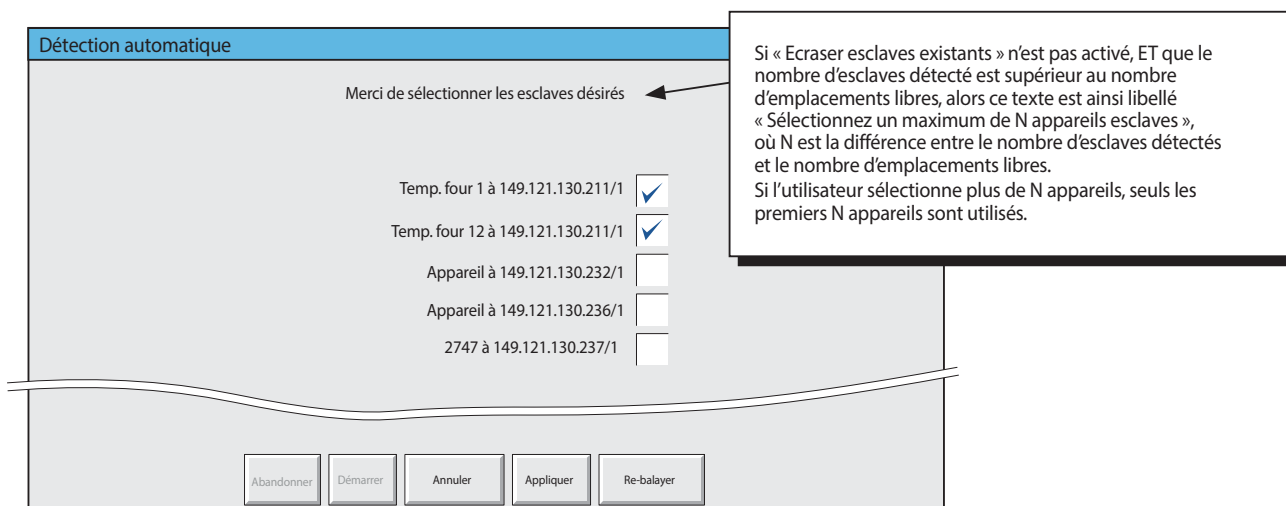 Détection automatique
Merci de sélectionner les esclaves désirés
Si « Ecraser esclaves existants » n'est pas activé, ET que le
nombre d'esclaves détecté est supérieur au nombre
d'emplacements libres, alors ce texte est ainsi libellé
« Sélectionnez un maximum de N appareils esclaves »,
où N est la différence entre le nombre d'esclaves détectés
et le nombre d'emplacements libres.
Si l'utilisateur sélectionne plus de N appareils, seuls les
premiers N appareils sont utilisés.
Temp. four 1 à 149.121.130.211/1
Temp. four 12 à 149.121.130.211/1
Appareil à 149.121.130.232/1
Appareil à 149.121.130.236/1
2747 à 149.121.130.237/1
Abandonner
Démarrer
Annuler
Appliquer
Re-balayer